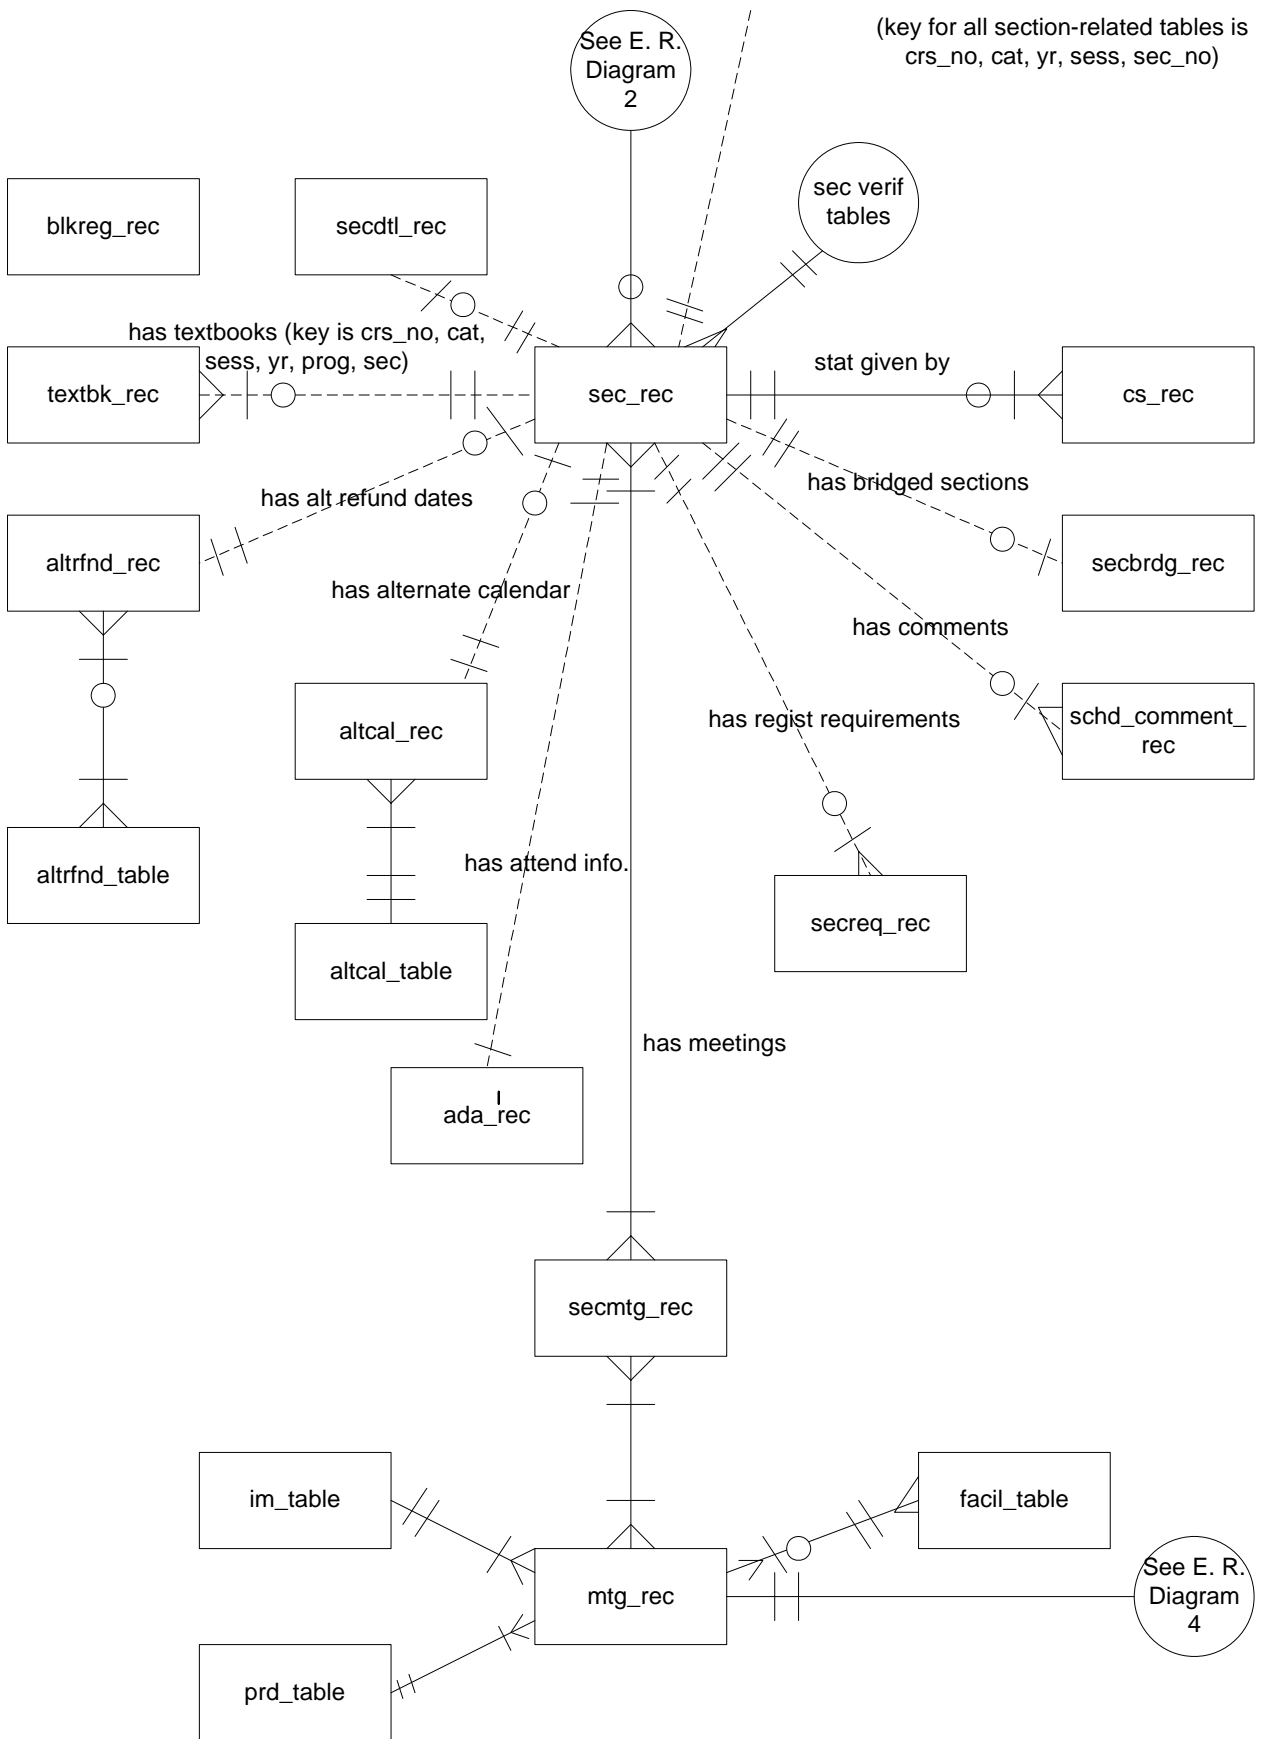 See E. R.
Diagram
2
(key for all section-related tables is
crs_no, cat, yr, sess, sec_no)
sec verif
tables
blkreg_rec
secdtl_rec
has textbooks (key is crs_no, cat,
sess, yr, prog, sec)
textbk_rec
sec_rec
stat given by
cs_rec
has alt refund dates
has bridged sections
altrfnd_rec
secbrdg_rec
has alternate calendar
has comments
altcal_rec
has regist requirements
schd_comment_
rec
altrfnd_table
has attend info.
secreq_rec
altcal_table
has meetings
ada_rec
secmtg_rec
im_table
facil_table
mtg_rec
See E. R.
Diagram
4
prd_table